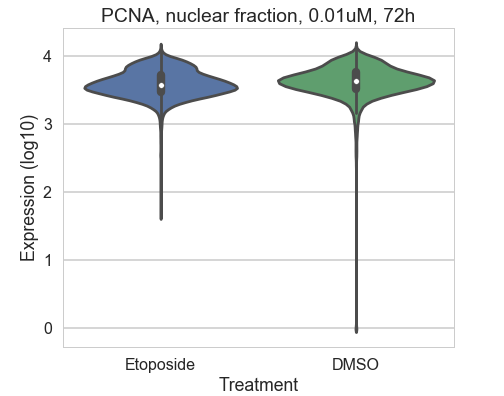 PCNA, nuclear fraction, 0.01uM, 72h
Expression (log10)
4
3
2
1
0
Etoposide
DMSO
Treatment